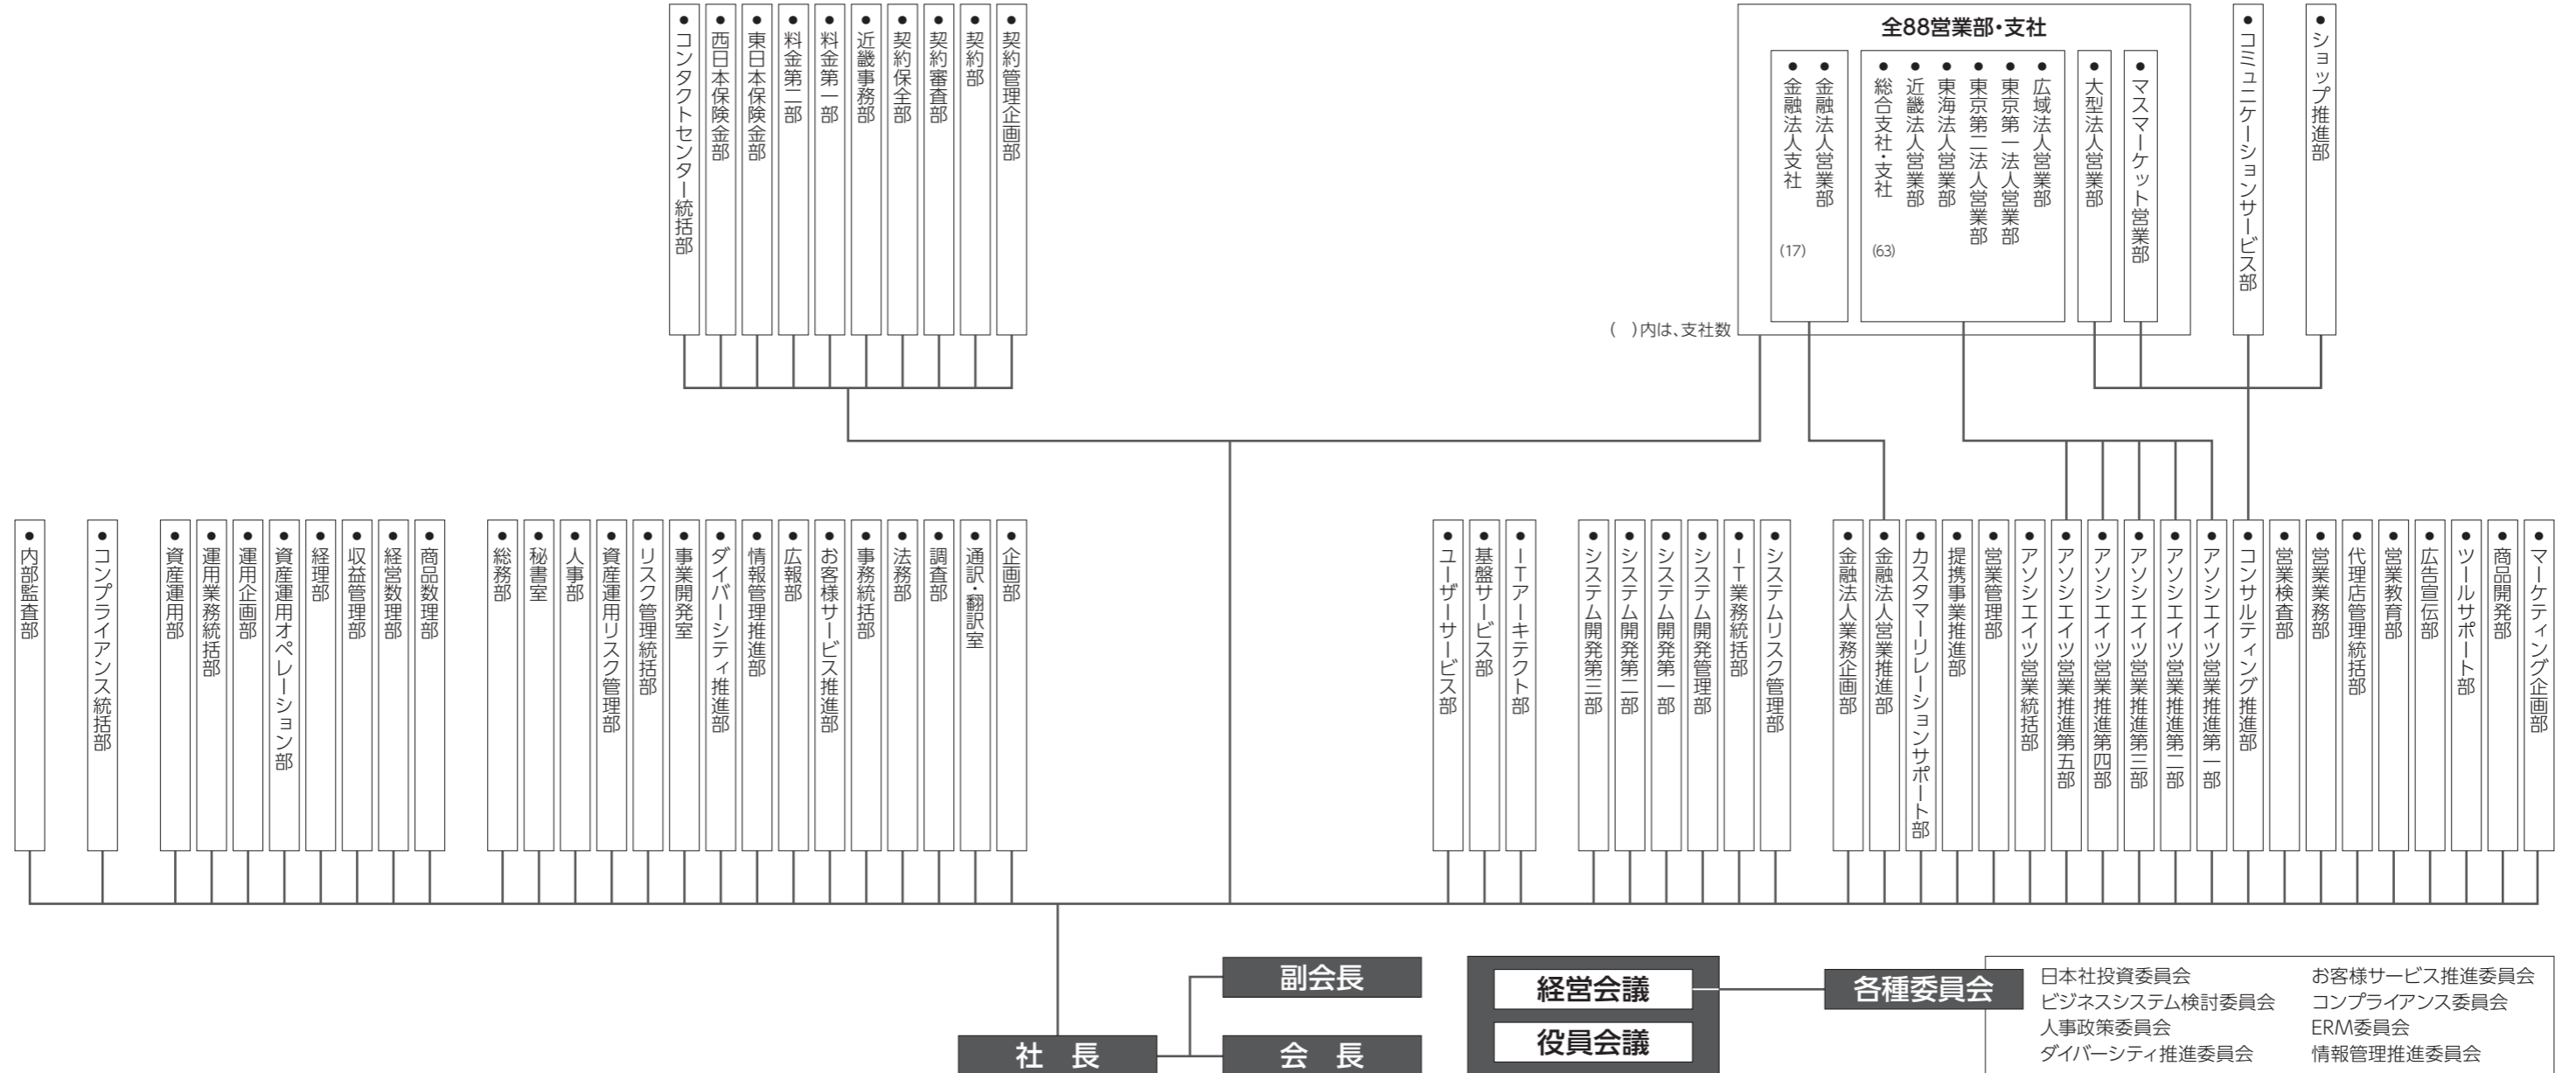 ●コンタクトセンター統括部
●西日本保険金部
●東日本保険金部
●料金第二部
●料金第一部
●近畿事務部
●契約保全部
●契約審査部
●契約部
●契約管理企画部
全88営業部・支社
●金融法人支社 (17)
●金融法人営業部
●総合支社・支社 (63)
●近畿法人営業部
●東海法人営業部
●東京第二法人営業部
●東京第一法人営業部
●広域法人営業部
●大型法人営業部
●マスマーケット営業部
●コミュニケーションサービス部
●ショップ推進部
( )内は、支社数
●内部監査部
●コンプライアンス統括部
●資産運用部
●運用業務統括部
●運用企画部
●資産運用オペレーション部
●経理部
●収益管理部
●経営数理部
●商品数理部
●総務部
●秘書室
●人事部
●資産運用リスク管理部
●リスク管理統括部
●事業開発室
●ダイバーシティ推進部
●情報管理推進部
●広報部
●お客様サービス推進部
●事務統括部
●法務部
●調査部
●通訳・翻訳室
●企画部
●ユーザーサービス部
●基盤サービス部
●ITアーキテクト部
●システム開発第三部
●システム開発第二部
●システム開発第一部
●システム開発管理部
●IT業務統括部
●システムリスク管理部
●金融法人業務企画部
●金融法人営業推進部
●カスタマーリレーションサポート部
●提携事業推進部
●営業管理部
●アソシエイツ営業統括部
●アソシエイツ営業推進第五部
●アソシエイツ営業推進第四部
●アソシエイツ営業推進第三部
●アソシエイツ営業推進第二部
●アソシエイツ営業推進第一部
●コンサルティング推進部
●営業検査部
●営業業務部
●代理店管理統括部
●営業教育部
●広告宣伝部
●ツールサポート部
●商品開発部
●マーケティング企画部
副会長
社 長
会 長
経営会議
役員会議
各種委員会
日本社投資委員会
ビジネスシステム検討委員会
人事政策委員会
ダイバーシティ推進委員会
お客様サービス推進委員会
コンプライアンス委員会
ERM委員会
情報管理推進委員会